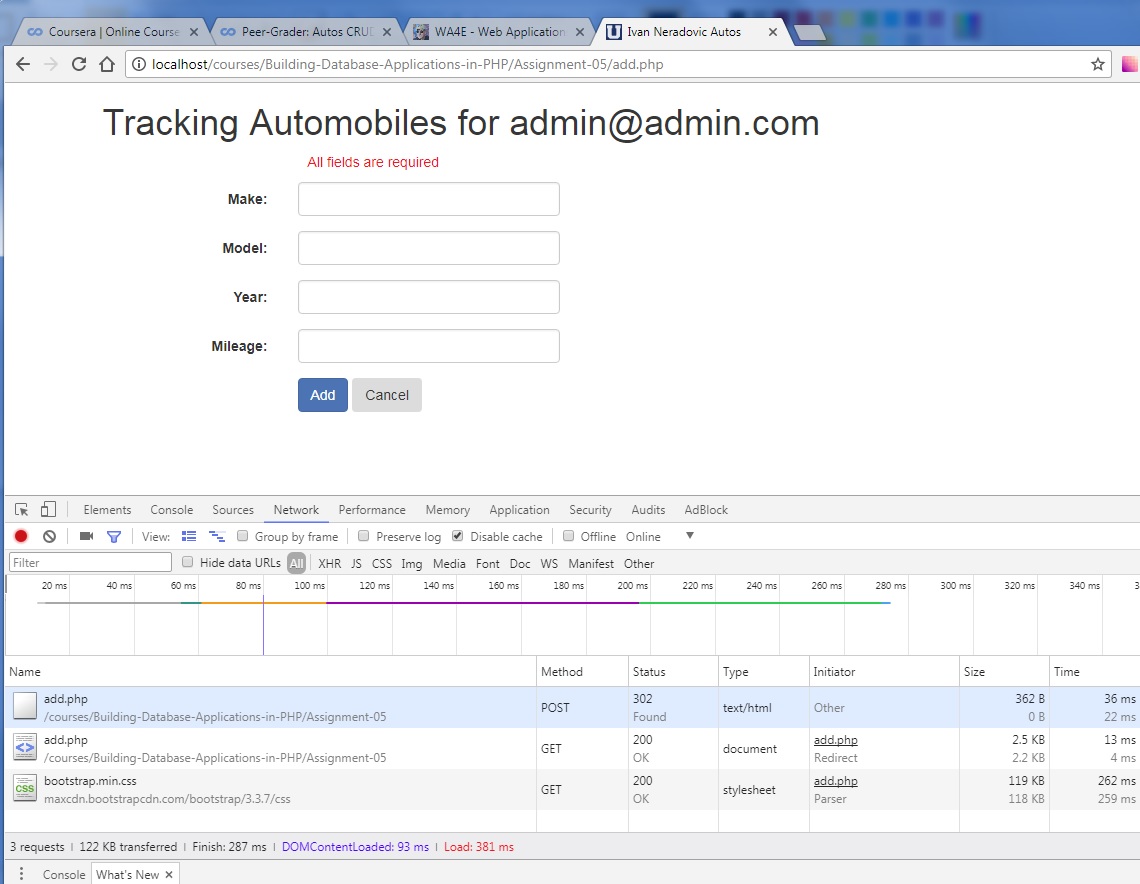 Coursera | Online Course
Peer-Grader: Autos CRUD
WA4E - Web Application
Ivan Neradovic Autos
localhost/courses/Building-Database-Applications-in-PHP/Assignment-05/add.php
Tracking Automobiles for admin@admin.com
All fields are required
Make:
Model:
Year:
Mileage:
Add Cancel
Elements Console Sources Network Performance Memory Application Security Audits AdBlock
View: Group by frame Preserve log Disable cache Offline Online
Filter Hide data URLs All XHR JS CSS Img Media Font Doc WS Manifest Other
20 ms 40 ms 60 ms 80 ms 100 ms 120 ms 140 ms 160 ms 180 ms 200 ms 220 ms 240 ms 260 ms 280 ms 300 ms 320 ms 340 ms 3
Name Method Status Type Initiator Size Time
add.php POST 302 text/html Other 362 B 36 ms
/courses/Building-Database-Applications-in-PHP/Assignment-05 Found 0 B 22 ms
add.php GET 200 document add.php 2.5 KB 13 ms
/courses/Building-Database-Applications-in-PHP/Assignment-05 OK Redirect 2.2 KB 4 ms
CSS bootstrap.min.css GET 200 stylesheet add.php 119 KB 262 ms
maxcdn.bootstrapcdn.com/bootstrap/3.3.7/css OK Parser 118 KB 259 ms
3 requests | 122 KB transferred | Finish: 287 ms | DOMContentLoaded: 93 ms | Load: 381 ms
Console What's New